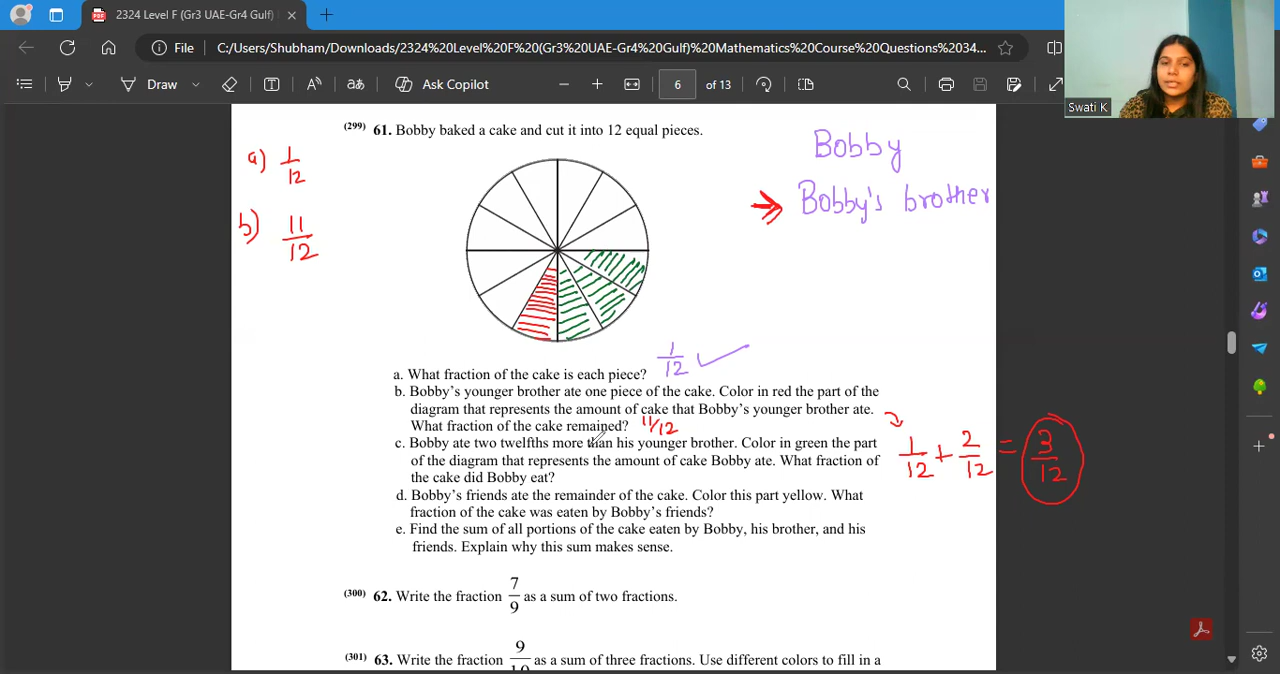 2324 Level F (Gr3 UAE-Gr4 Gulf)
File C:/Users/Shubham/Downloads/2324%20Level%20F%20(Gr3%20UAE-Gr4%20Gulf)%20Mathematics%20Course%20Questions%2034...
Draw aあ Ask Copilot 6 of 13
Swati K
(299) 61. Bobby baked a cake and cut it into 12 equal pieces.
Bobby
a) 1/12
Bobby's brother
b) 11/12
1/12
a. What fraction of the cake is each piece?
b. Bobby's younger brother ate one piece of the cake. Color in red the part of the
diagram that represents the amount of cake that Bobby's younger brother ate.
What fraction of the cake remained? 11/12
c. Bobby ate two twelfths more than his younger brother. Color in green the part
of the diagram that represents the amount of cake Bobby ate. What fraction of
the cake did Bobby eat?
1/12 + 2/12 = 3/12
d. Bobby's friends ate the remainder of the cake. Color this part yellow. What
fraction of the cake was eaten by Bobby's friends?
e. Find the sum of all portions of the cake eaten by Bobby, his brother, and his
friends. Explain why this sum makes sense.
(300) 62. Write the fraction 7/9 as a sum of two fractions.
(301) 63. Write the fraction 9/10 as a sum of three fractions. Use different colors to fill in a